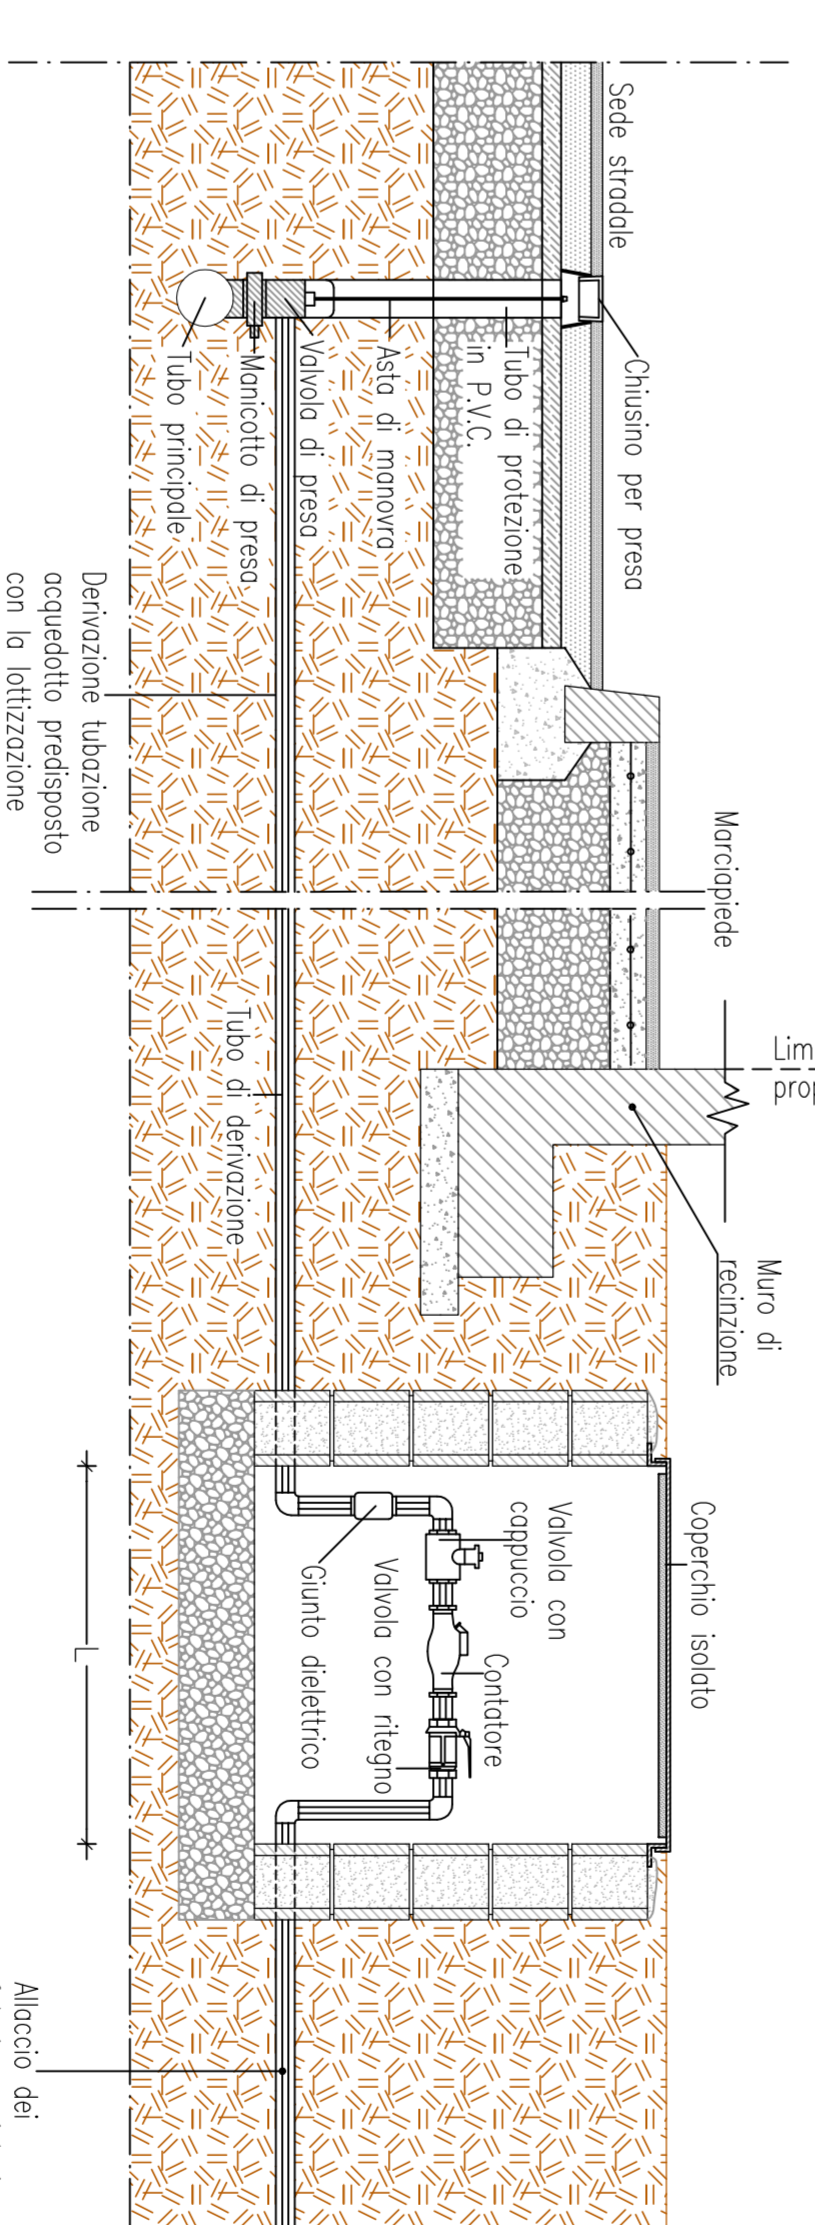 Sede stradale
Chiusino per presa
Tubo di protezione
in P.V.C.
Asta di manovra
Valvola di presa
Manicotto di presa
Tubo principale
Derivazione tubazione
acquedotto predisposto
con la lottizzazione
Marciapiede
Tubo di derivazione
Muro di
recinzione
Coperchio isolato
Valvola con
cappuccio
Contatore
Valvola con ritegno
Giunto dielettrico
L
Allaccio dei